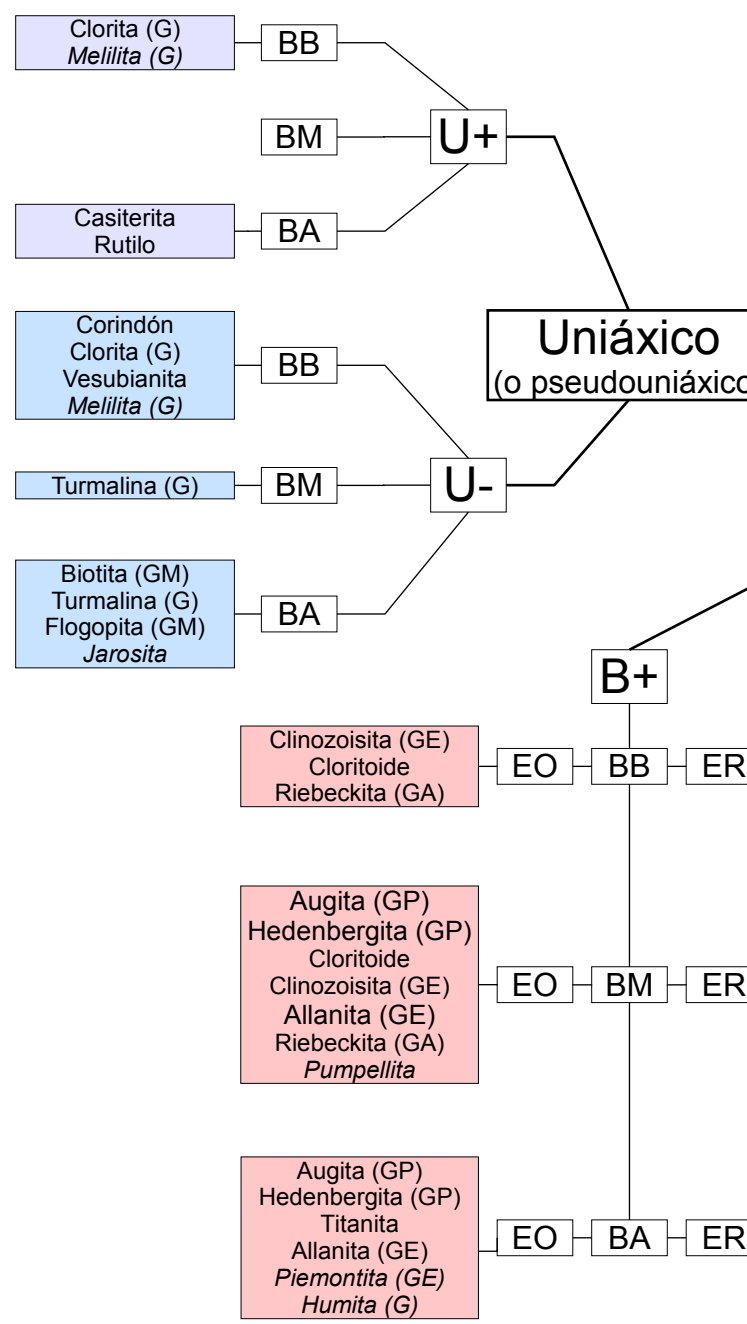 Clorita (G)
Melilita (G)
BB
BM
U+
Casiterita
Rutilo
BA
Uniáxico
(o pseudouniáxico
Corindón
Clorita (G)
Vesubianita
Melilita (G)
BB
Turmalina (G)
BM
U-
Biotita (GM)
Turmalina (G)
Flogopita (GM)
Jarosita
BA
B+
Clinozoisita (GE)
Cloritoide
Riebeckita (GA)
EO
BB
ER
Augita (GP)
Hedenbergita (GP)
Cloritoide
Clinozoisita (GE)
Allanita (GE)
Riebeckita (GA)
Pumpellita
EO
BM
ER
Augita (GP)
Hedenbergita (GP)
Titanita
Allanita (GE)
Piemontita (GE)
Humita (G)
EO
BA
ER